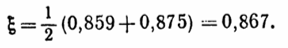 ξ = 1/2 (0,859 + 0,875) = 0,867.